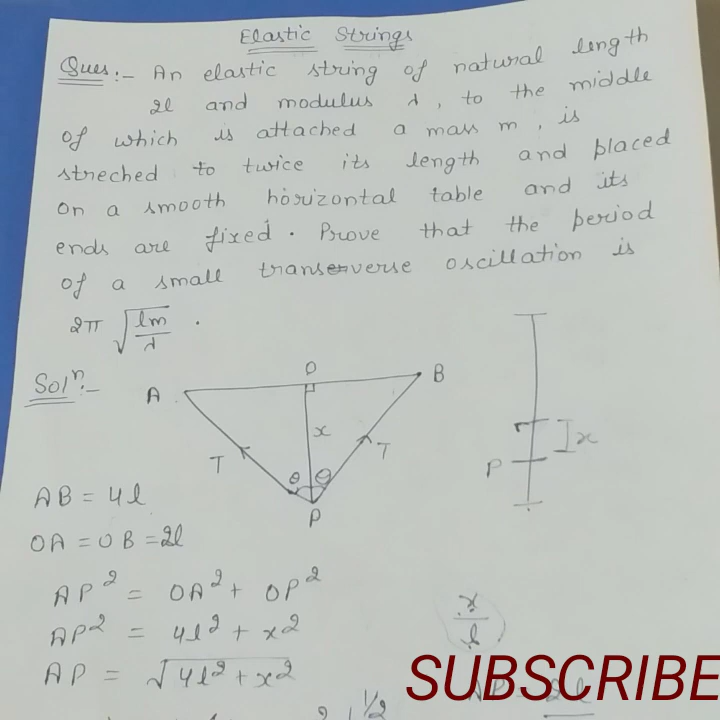 Elastic Strings
Ques:- An elastic string of natural length
2l and modulus λ, to the middle
of which is attached a mass m, is
streched to twice its length and placed
on a smooth horizontal table and its
ends are fixed. Prove that the period
of a small transverse oscillation is
2π √(lm/λ) .
Solⁿ:-
A O B
x
T T
θ θ
P
x
P
AB = 4l
OA = OB = 2l
AP² = OA² + OP²
AP² = 4l² + x²
AP = √(4l² + x²)
x/l
SUBSCRIBE